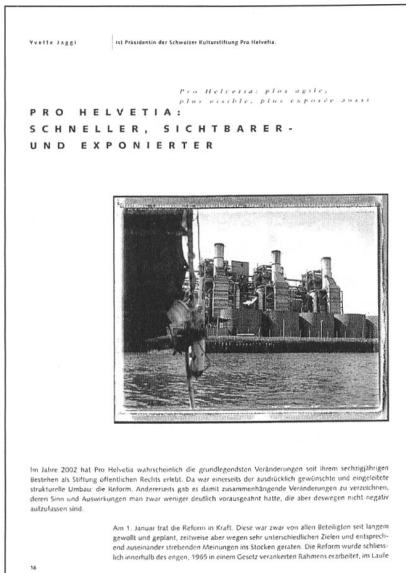 Yvette Jaggi
ist Präsidentin der Schweizer Kulturstiftung Pro Helvetia.
Pro Helvetia: plus agile,
plus visible, plus exposée aussi
PRO HELVETIA:
SCHNELLER, SICHTBARER -
UND EXPONIERTER
Im Jahre 2002 hat Pro Helvetia wahrscheinlich die grundlegendsten Veränderungen seit ihrem sechzigjährigen
Bestehen als Stiftung öffentlichen Rechts erlebt. Da war einerseits der ausdrücklich gewünschte und eingeleitete
strukturelle Umbau: die Reform. Andererseits gab es damit zusammenhängende Veränderungen zu verzeichnen,
deren Sinn und Auswirkungen man zwar weniger deutlich vorausgeahnt hatte, die aber deswegen nicht negativ
aufzufassen sind.
Am 1. Januar trat die Reform in Kraft. Diese war zwar von allen Beteiligten seit langem
gewollt und geplant, zeitweise aber wegen sehr unterschiedlichen Zielen und entsprech-
end auseinander strebenden Meinungen ins Stocken geraten. Die Reform wurde schliess-
lich innerhalb des engen, 1965 in einem Gesetz verankerten Rahmens erarbeitet, im Laufe
16